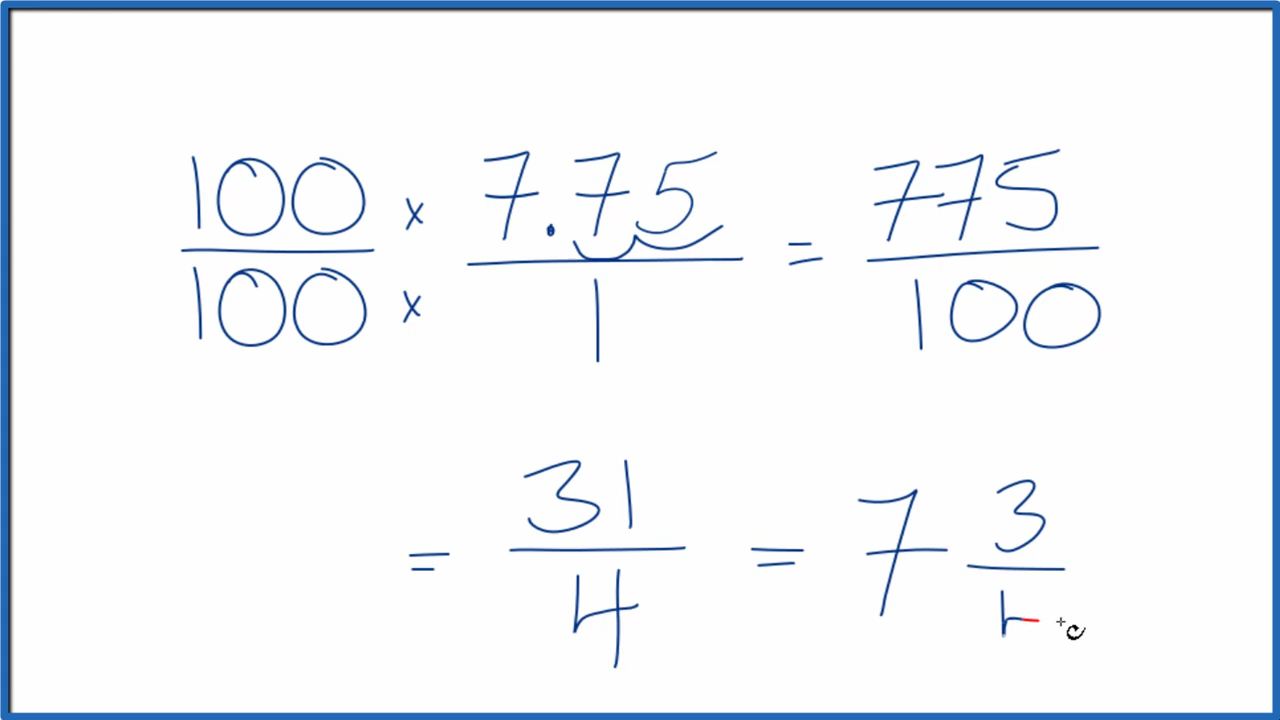 100/100 × 7.75/1 = 775/100
= 31/4 = 7 3/